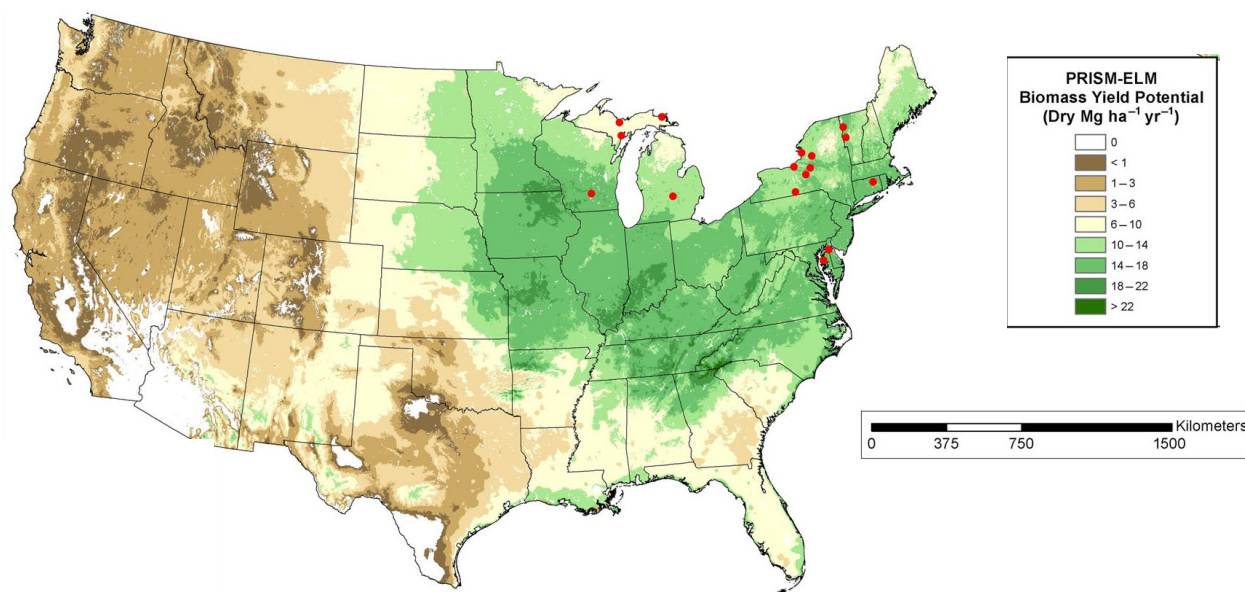 PRISM-ELM
Biomass Yield Potential
(Dry Mg ha⁻¹ yr⁻¹)
0
< 1
1–3
3–6
6–10
10–14
14–18
18–22
> 22
Kilometers
0 375 750 1500